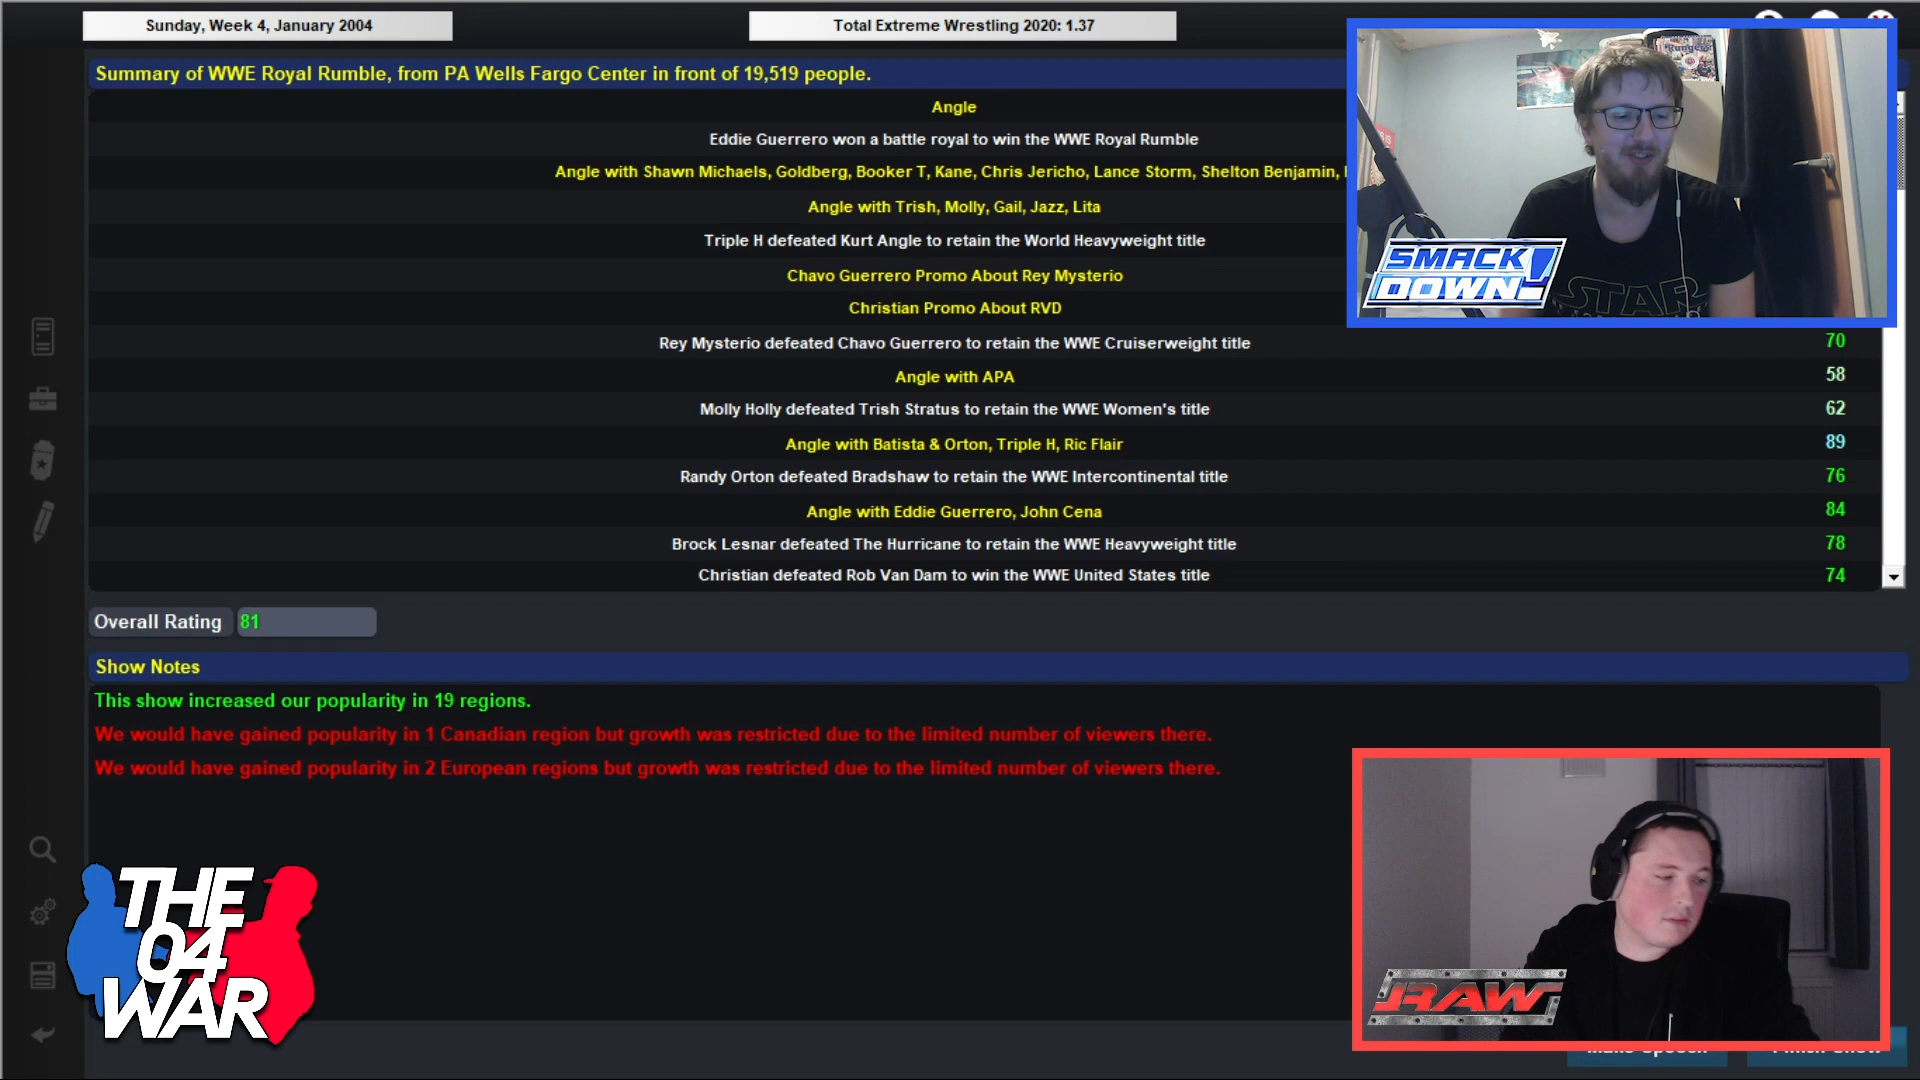 Sunday, Week 4, January 2004
Total Extreme Wrestling 2020: 1.37
Summary of WWE Royal Rumble, from PA Wells Fargo Center in front of 19,519 people.
Angle
Eddie Guerrero won a battle royal to win the WWE Royal Rumble
Angle with Shawn Michaels, Goldberg, Booker T, Kane, Chris Jericho, Lance Storm, Shelton Benjamin,
Angle with Trish, Molly, Gail, Jazz, Lita
Triple H defeated Kurt Angle to retain the World Heavyweight title
Chavo Guerrero Promo About Rey Mysterio
Christian Promo About RVD
Rey Mysterio defeated Chavo Guerrero to retain the WWE Cruiserweight title 70
Angle with APA 58
Molly Holly defeated Trish Stratus to retain the WWE Women's title 62
Angle with Batista & Orton, Triple H, Ric Flair 89
Randy Orton defeated Bradshaw to retain the WWE Intercontinental title 76
Angle with Eddie Guerrero, John Cena 84
Brock Lesnar defeated The Hurricane to retain the WWE Heavyweight title 78
Christian defeated Rob Van Dam to win the WWE United States title 74
Overall Rating 81
Show Notes
This show increased our popularity in 19 regions.
We would have gained popularity in 1 Canadian region but growth was restricted due to the limited number of viewers there.
We would have gained popularity in 2 European regions but growth was restricted due to the limited number of viewers there.
SMACK
DOWN!
STAR
THE
04
WAR
RAW